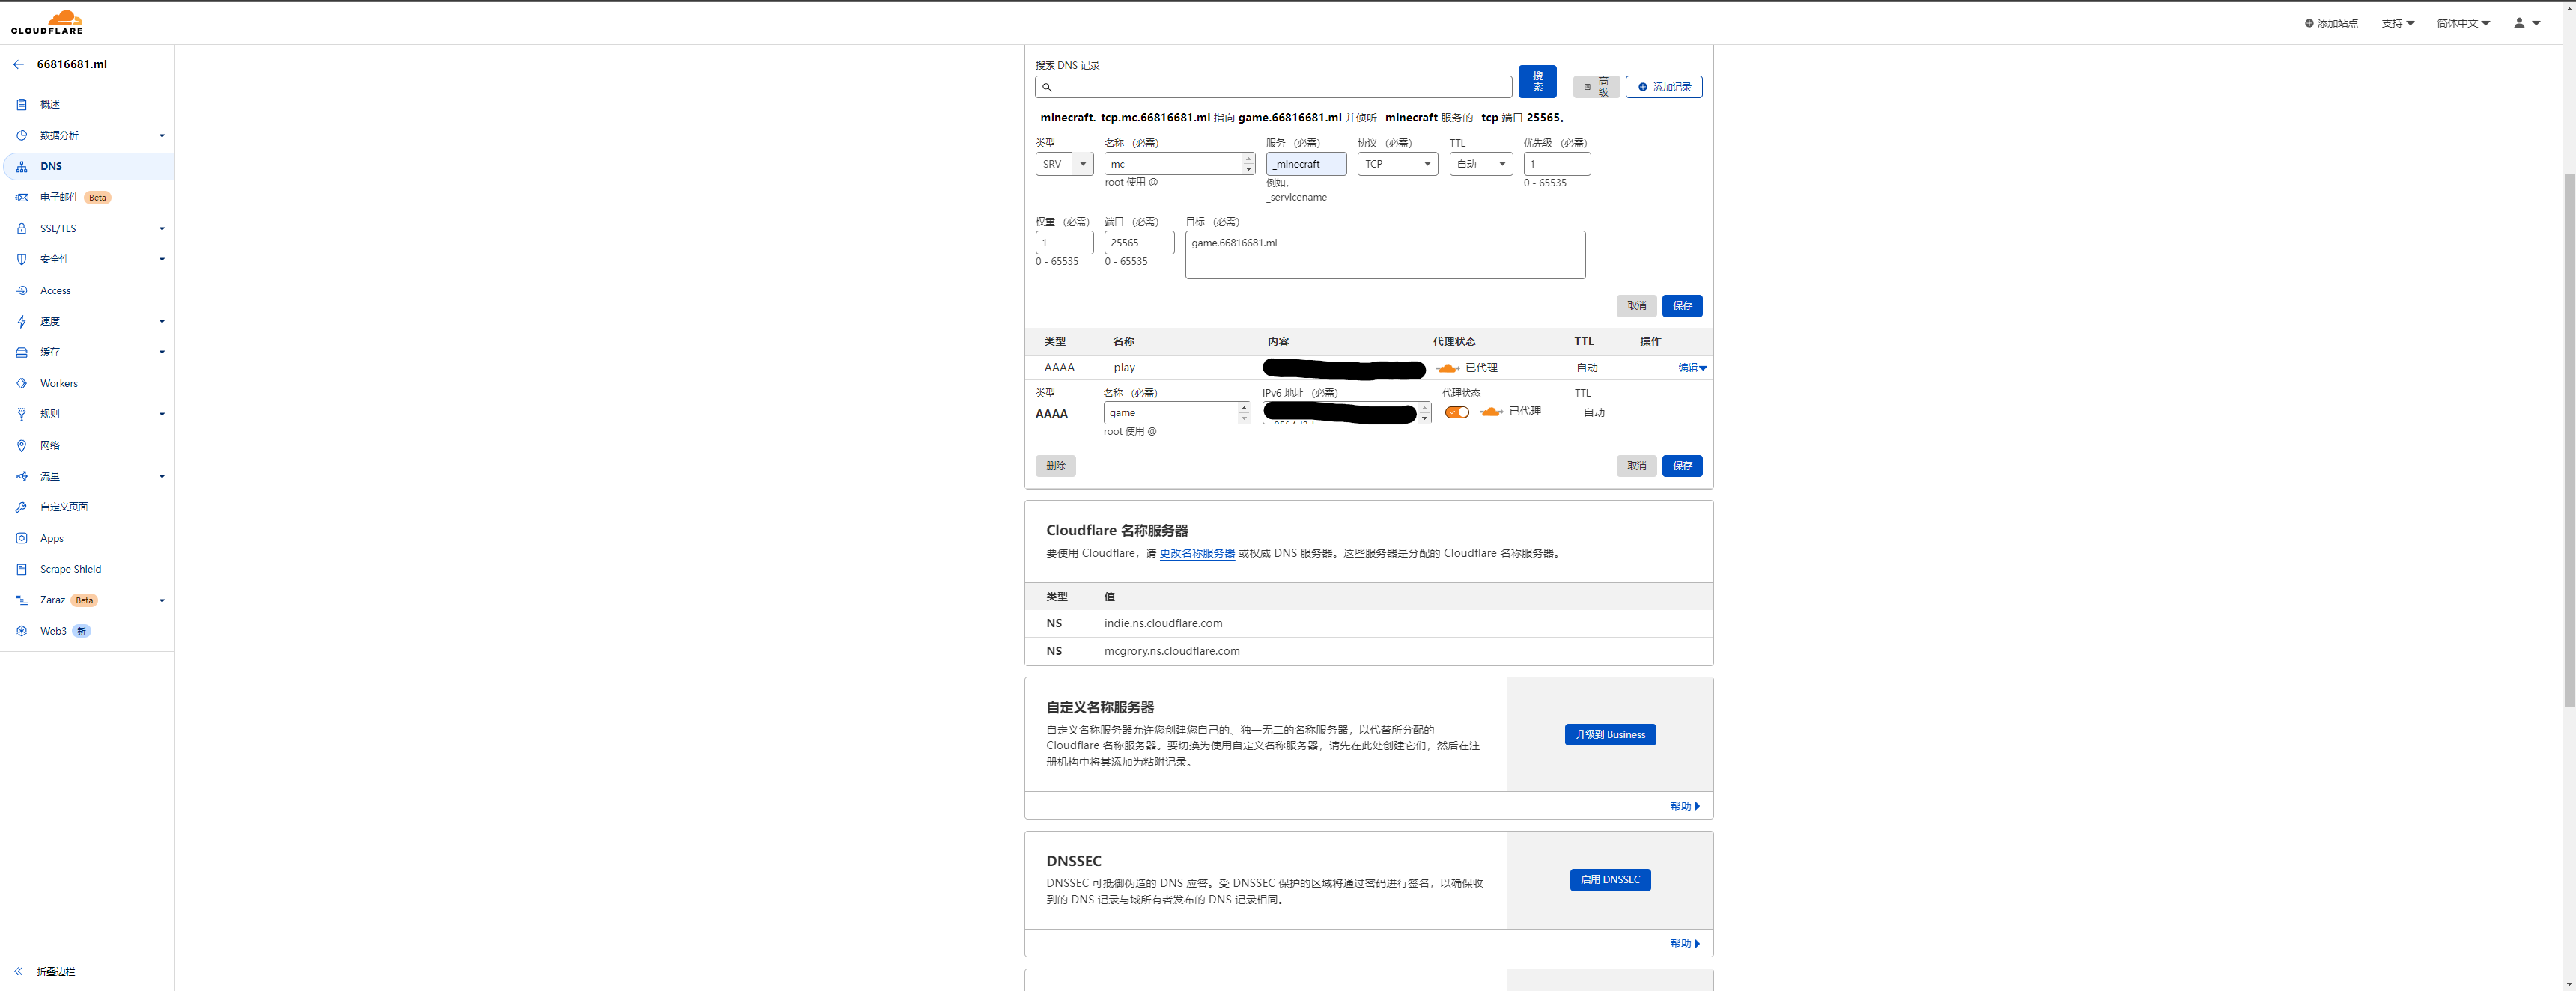 CLOUDFLARE
添加站点
支持
简体中文
66816681.ml
概述
数据分析
DNS
电子邮件 Beta
SSL/TLS
安全性
Access
速度
缓存
Workers
规则
网络
流量
自定义页面
Apps
Scrape Shield
Zaraz Beta
Web3 新
折叠边栏
搜索 DNS 记录
搜索
高级
添加记录
_minecraft._tcp.mc.66816681.ml 指向 game.66816681.ml 并侦听 _minecraft 服务的 _tcp 端口 25565。
类型 名称 （必需） 服务 （必需） 协议 （必需） TTL 优先级 （必需）
SRV mc _minecraft TCP 自动 1
root 使用 @ 例如， 0 - 65535
_servicename
权重 （必需） 端口 （必需） 目标 （必需）
1 25565 game.66816681.ml
0 - 65535 0 - 65535
取消 保存
类型 名称 内容 代理状态 TTL 操作
AAAA play 已代理 自动 编辑
类型 名称 （必需） IPv6 地址 （必需） 代理状态 TTL
AAAA game 已代理 自动
root 使用 @
删除 取消 保存
Cloudflare 名称服务器
要使用 Cloudflare，请 更改名称服务器 或权威 DNS 服务器。这些服务器是分配的 Cloudflare 名称服务器。
类型 值
NS indie.ns.cloudflare.com
NS mcgrory.ns.cloudflare.com
自定义名称服务器
自定义名称服务器允许您创建您自己的、独一无二的名称服务器，以代替所分配的
Cloudflare 名称服务器。要切换为使用自定义名称服务器，请先在此处创建它们，然后在注
册机构中将其添加为粘附记录。
升级到 Business
帮助
DNSSEC
DNSSEC 可抵御伪造的 DNS 应答。受 DNSSEC 保护的区域将通过密码进行签名，以确保收
到的 DNS 记录与域所有者发布的 DNS 记录相同。
启用 DNSSEC
帮助